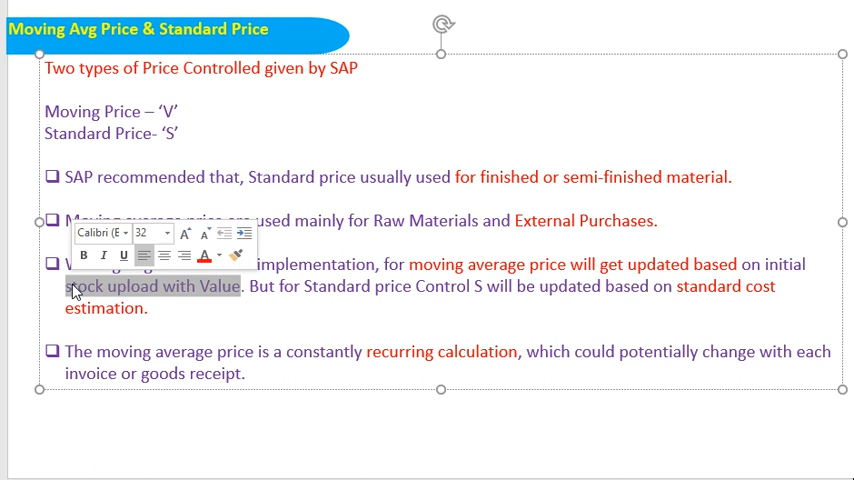 Moving Avg Price & Standard Price
Two types of Price Controlled given by SAP
Moving Price – ‘V’
Standard Price- ‘S’
SAP recommended that, Standard price usually used for finished or semi-finished material.
used mainly for Raw Materials and External Purchases.
Calibri (E 32 A A
B I U A
implementation, for moving average price will get updated based on initial
stock upload with Value. But for Standard price Control S will be updated based on standard cost
estimation.
The moving average price is a constantly recurring calculation, which could potentially change with each
invoice or goods receipt.